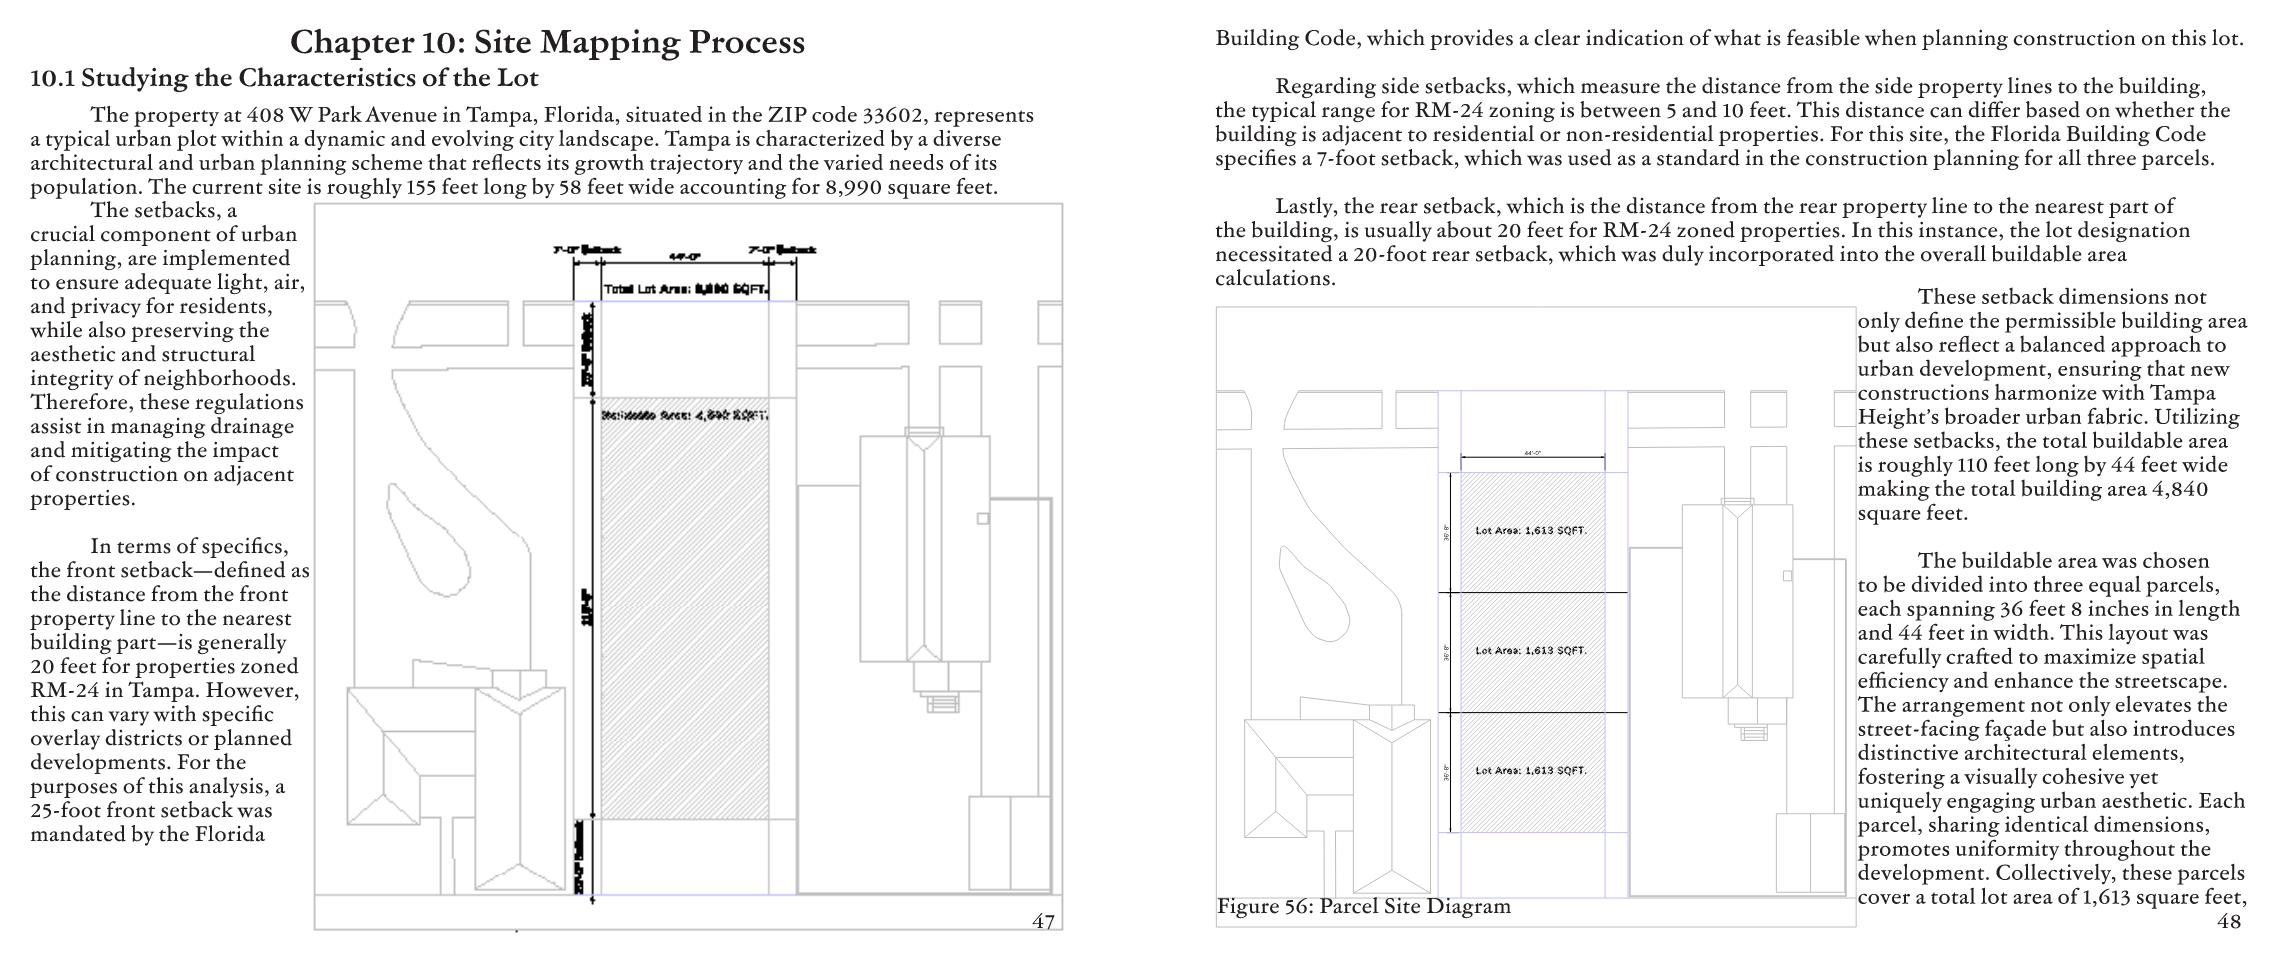 Chapter 10: Site Mapping Process
10.1 Studying the Characteristics of the Lot
The property at 408 W Park Avenue in Tampa, Florida, situated in the ZIP code 33602, represents
a typical urban plot within a dynamic and evolving city landscape. Tampa is characterized by a diverse
architectural and urban planning scheme that reflects its growth trajectory and the varied needs of its
population. The current site is roughly 155 feet long by 58 feet wide accounting for 8,990 square feet.
The setbacks, a
crucial component of urban
planning, are implemented
to ensure adequate light, air,
and privacy for residents,
while also preserving the
aesthetic and structural
integrity of neighborhoods.
Therefore, these regulations
assist in managing drainage
and mitigating the impact
of construction on adjacent
properties.
In terms of specifics,
the front setback—defined as
the distance from the front
property line to the nearest
building part—is generally
20 feet for properties zoned
RM-24 in Tampa. However,
this can vary with specific
overlay districts or planned
developments. For the
purposes of this analysis, a
25-foot front setback was
mandated by the Florida
7'-0" Setback
44'-0"
7'-0" Setback
Total Lot Area: 8,990 SQFT.
Buildable Area: 4,840 SQFT.
47
Building Code, which provides a clear indication of what is feasible when planning construction on this lot.
Regarding side setbacks, which measure the distance from the side property lines to the building,
the typical range for RM-24 zoning is between 5 and 10 feet. This distance can differ based on whether the
building is adjacent to residential or non-residential properties. For this site, the Florida Building Code
specifies a 7-foot setback, which was used as a standard in the construction planning for all three parcels.
Lastly, the rear setback, which is the distance from the rear property line to the nearest part of
the building, is usually about 20 feet for RM-24 zoned properties. In this instance, the lot designation
necessitated a 20-foot rear setback, which was duly incorporated into the overall buildable area
calculations.
44'-0"
36'-8"
Lot Area: 1,613 SQFT.
36'-8"
Lot Area: 1,613 SQFT.
36'-8"
Lot Area: 1,613 SQFT.
Figure 56: Parcel Site Diagram
These setback dimensions not
only define the permissible building area
but also reflect a balanced approach to
urban development, ensuring that new
constructions harmonize with Tampa
Height's broader urban fabric. Utilizing
these setbacks, the total buildable area
is roughly 110 feet long by 44 feet wide
making the total building area 4,840
square feet.
The buildable area was chosen
to be divided into three equal parcels,
each spanning 36 feet 8 inches in length
and 44 feet in width. This layout was
carefully crafted to maximize spatial
efficiency and enhance the streetscape.
The arrangement not only elevates the
street-facing façade but also introduces
distinctive architectural elements,
fostering a visually cohesive yet
uniquely engaging urban aesthetic. Each
parcel, sharing identical dimensions,
promotes uniformity throughout the
development. Collectively, these parcels
cover a total lot area of 1,613 square feet,
48